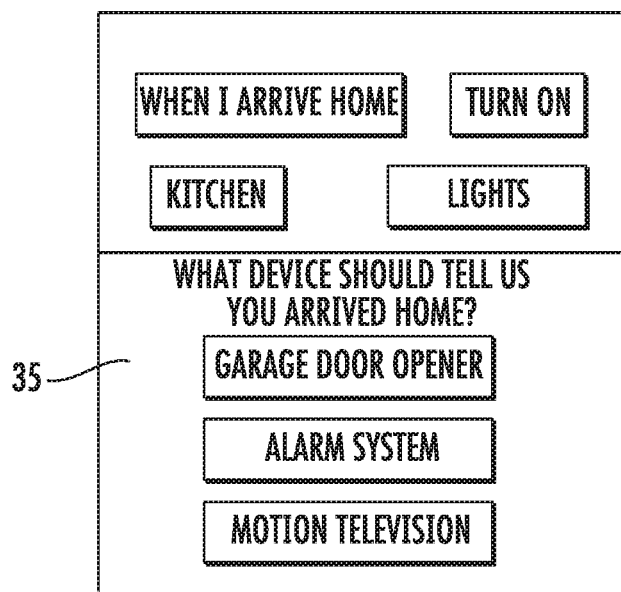 WHEN I ARRIVE HOME TURN ON
KITCHEN LIGHTS
WHAT DEVICE SHOULD TELL US
YOU ARRIVED HOME?
35
GARAGE DOOR OPENER
ALARM SYSTEM
MOTION TELEVISION